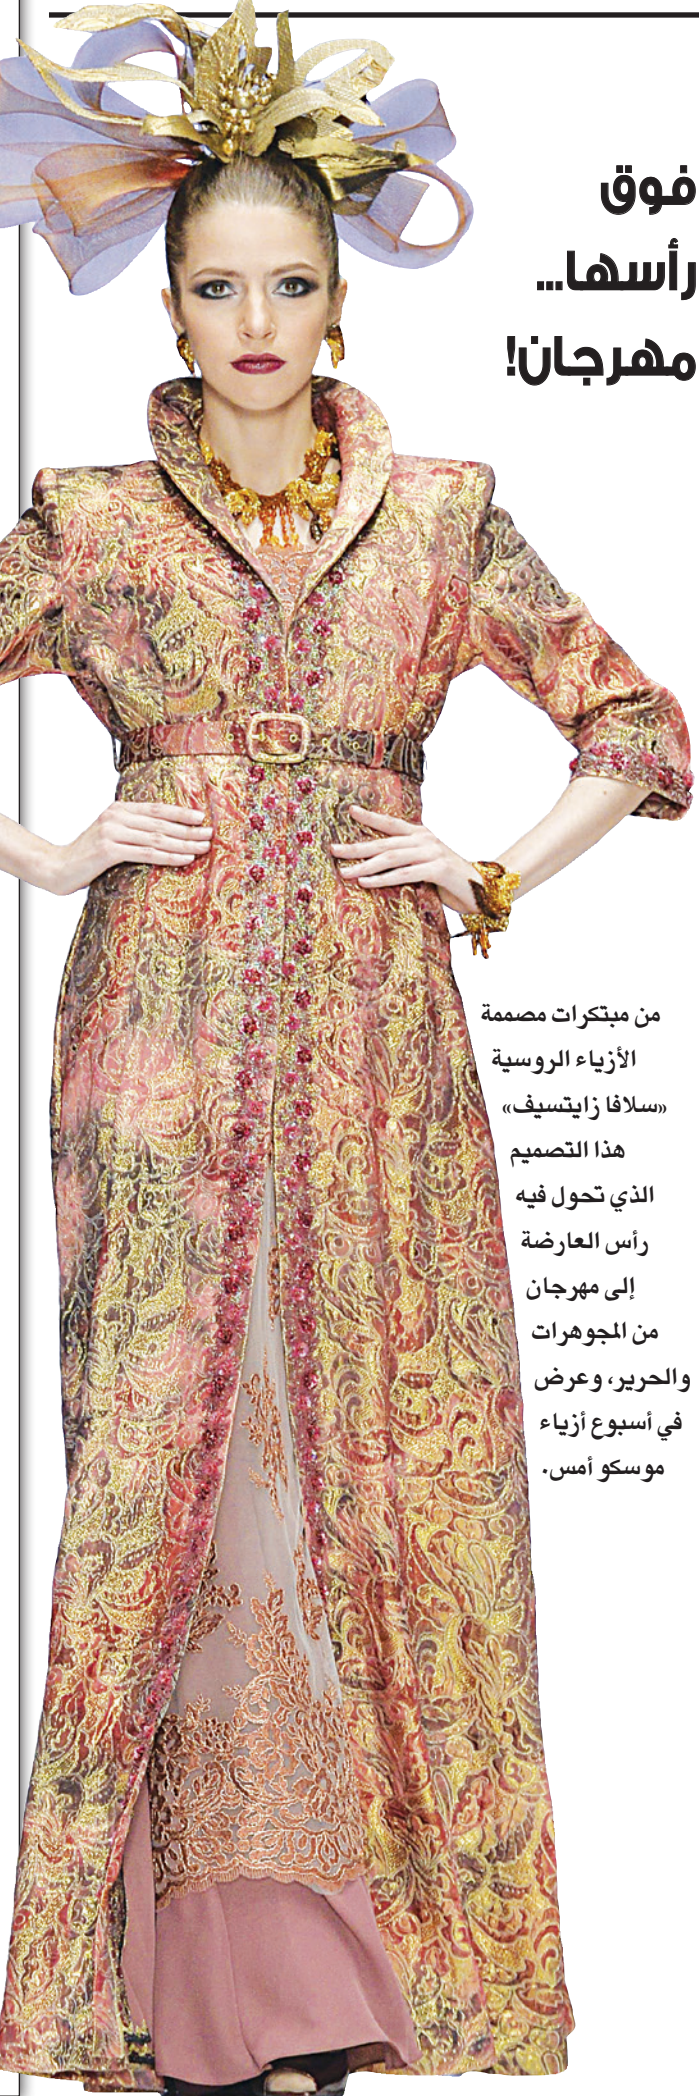 فوق
رأسها...
مهرجان!
من مبتكرات مصممة
الأزياء الروسية
«سلافا زايتسيف»
هذا التصميم
الذي تحول فيه
رأس العارضة
إلى مهرجان
من المجوهرات
والحرير، وعرض
في أسبوع أزياء
موسكو أمس.